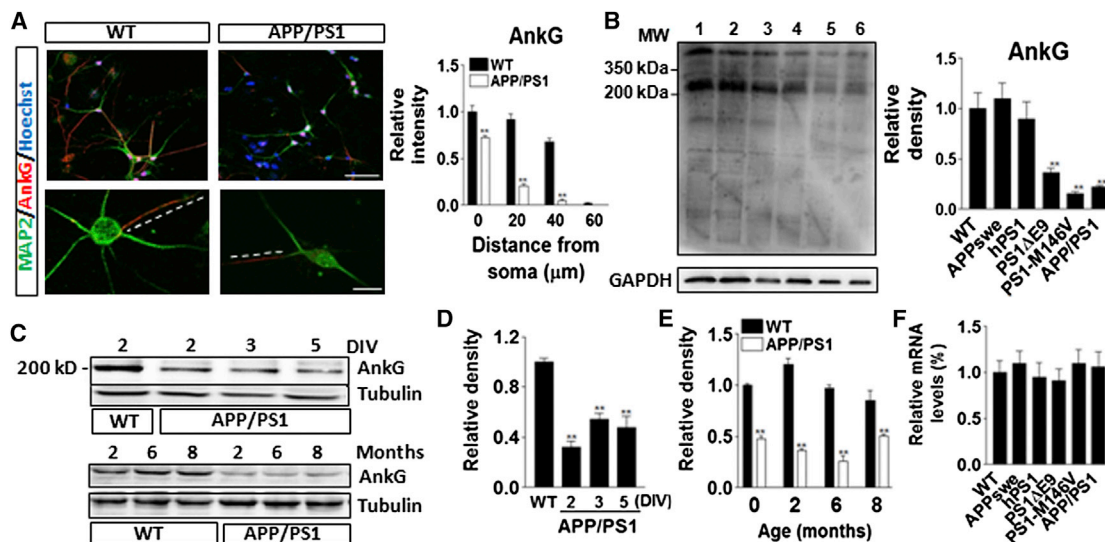 A
WT
APP/PS1
MAP2/AnkG/Hoechst
AnkG
WT
APP/PS1
Relative Intensity
1.5
1.0
0.5
0.0
**
**
**
0 20 40 60
Distance from
soma (μm)
B
MW
1 2 3 4 5 6
350 kDa
200 kDa
GAPDH
AnkG
Relative density
1.5
1.0
0.5
0.0
**
**
**
WT
APPswe
hPS1
PS1ΔE9
PS1-M146V
APP/PS1
C
2 2 3 5 DIV
200 kD - AnkG
Tubulin
WT APP/PS1
2 6 8 2 6 8 Months
AnkG
Tubulin
WT APP/PS1
D
Relative density
1.2
0.8
0.4
0.0
**
**
**
WT 2 3 5 (DIV)
APP/PS1
E
WT
APP/PS1
Relative density
1.5
1.0
0.5
0.0
**
**
**
**
0 2 6 8
Age (months)
F
Relative mRNA
levels (%)
1.5
1.0
0.5
0.0
WT
APPswe
hPS1
PS1ΔE9
PS1-M146V
APP/PS1